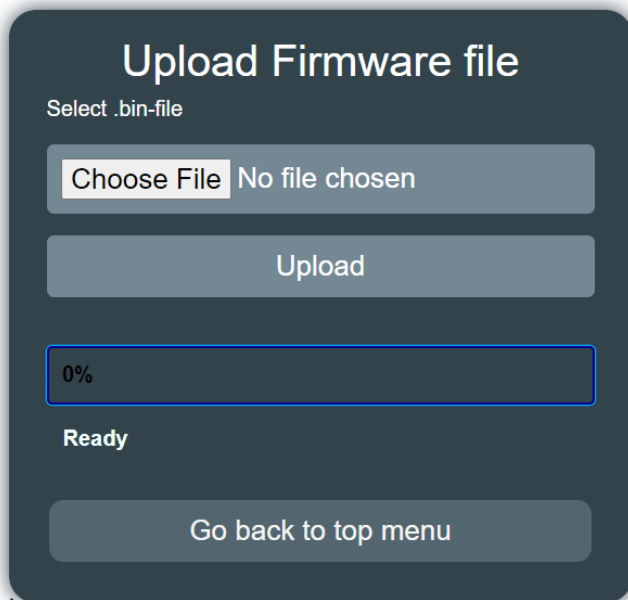 Upload Firmware file
Select .bin-file
Choose File No file chosen
Upload
0%
Ready
Go back to top menu